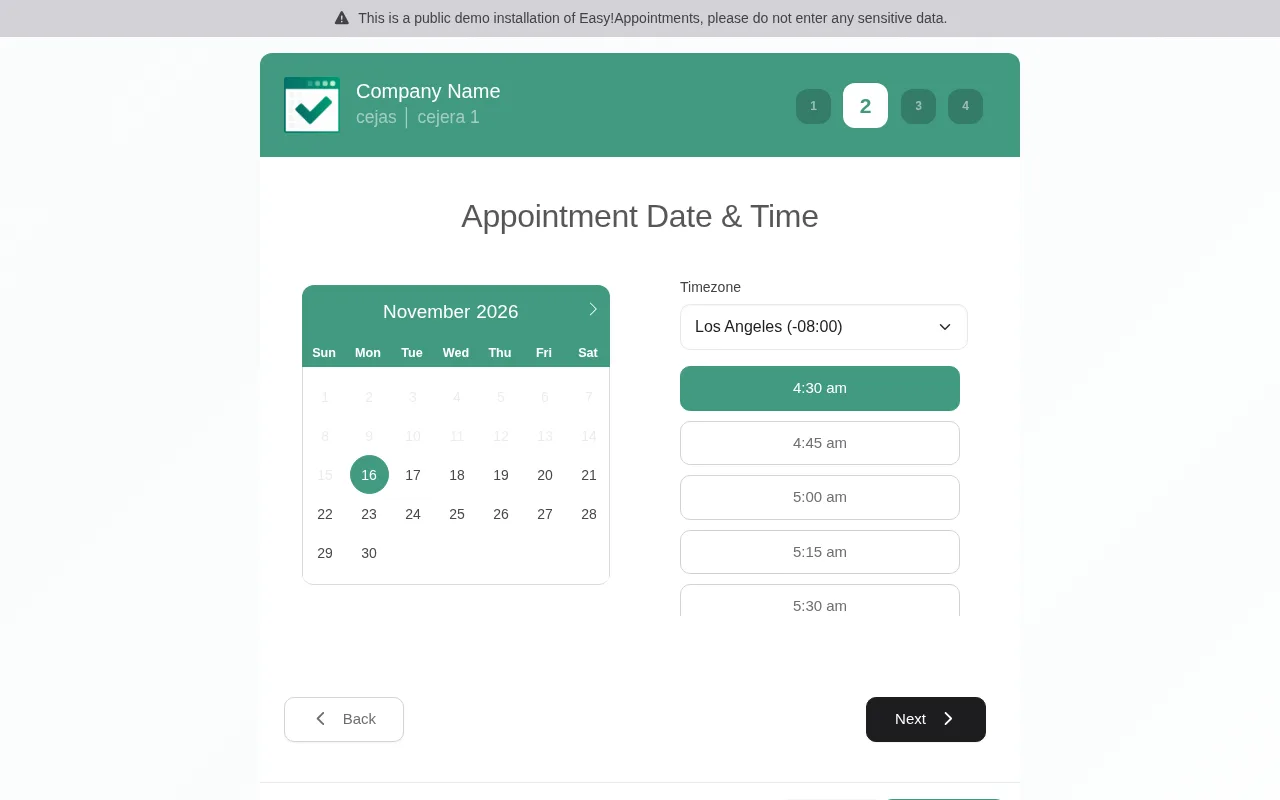 This is a public demo installation of Easy!Appointments, please do not enter any sensitive data.
Company Name
cejas │ cejera 1
1 2 3 4
Appointment Date & Time
November 2026
Sun Mon Tue Wed Thu Fri Sat
1 2 3 4 5 6 7
8 9 10 11 12 13 14
15 16 17 18 19 20 21
22 23 24 25 26 27 28
29 30
Timezone
Los Angeles (-08:00)
4:30 am
4:45 am
5:00 am
5:15 am
5:30 am
Back
Next